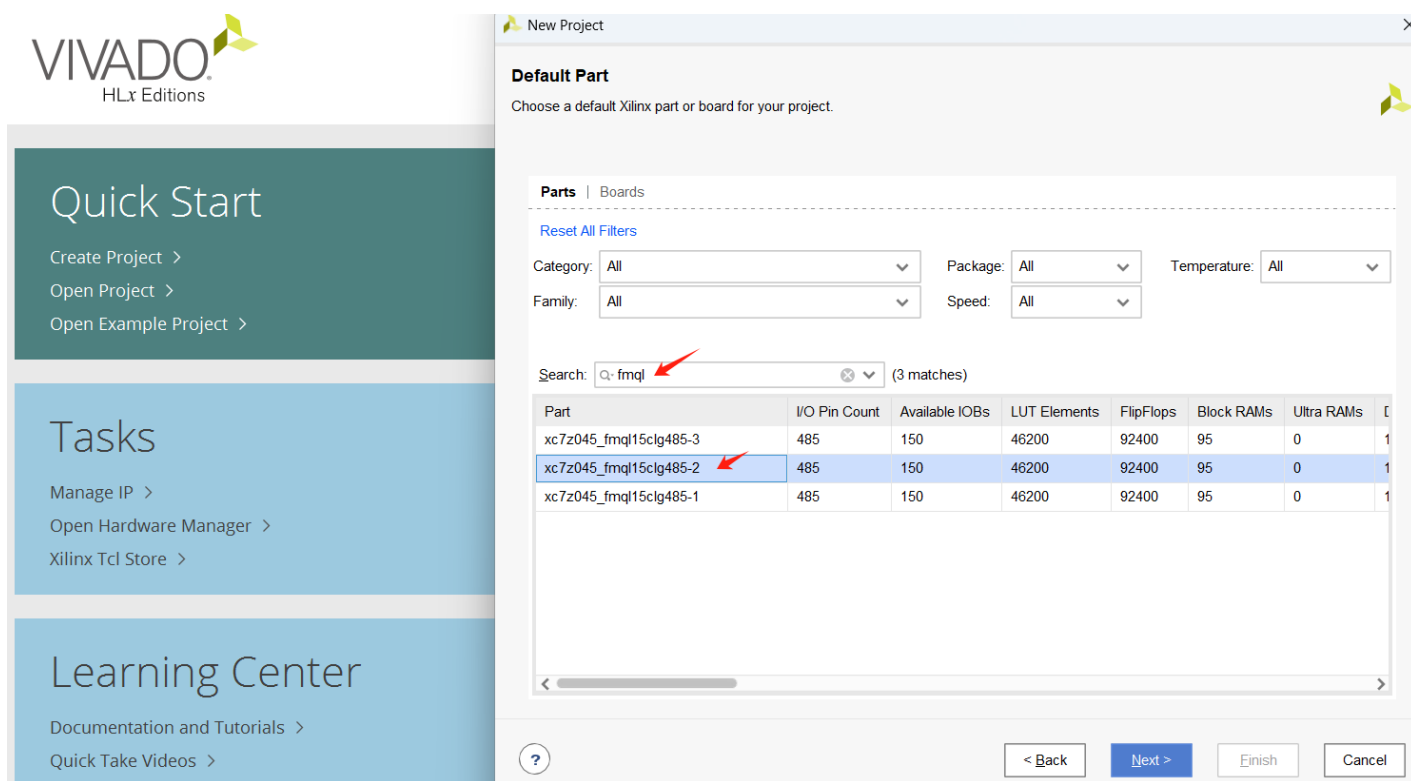 VIVADO.
HLx Editions
Quick Start
Create Project >
Open Project >
Open Example Project >
Tasks
Manage IP >
Open Hardware Manager >
Xilinx Tcl Store >
Learning Center
Documentation and Tutorials >
Quick Take Videos >
New Project
Default Part
Choose a default Xilinx part or board for your project.
Parts | Boards
Reset All Filters
Category: All Package: All Temperature: All
Family: All Speed: All
Search: fmql (3 matches)
Part I/O Pin Count Available IOBs LUT Elements FlipFlops Block RAMs Ultra RAMs
xc7z045_fmql15clg485-3 485 150 46200 92400 95 0
xc7z045_fmql15clg485-2 485 150 46200 92400 95 0
xc7z045_fmql15clg485-1 485 150 46200 92400 95 0
? < Back Next > Finish Cancel